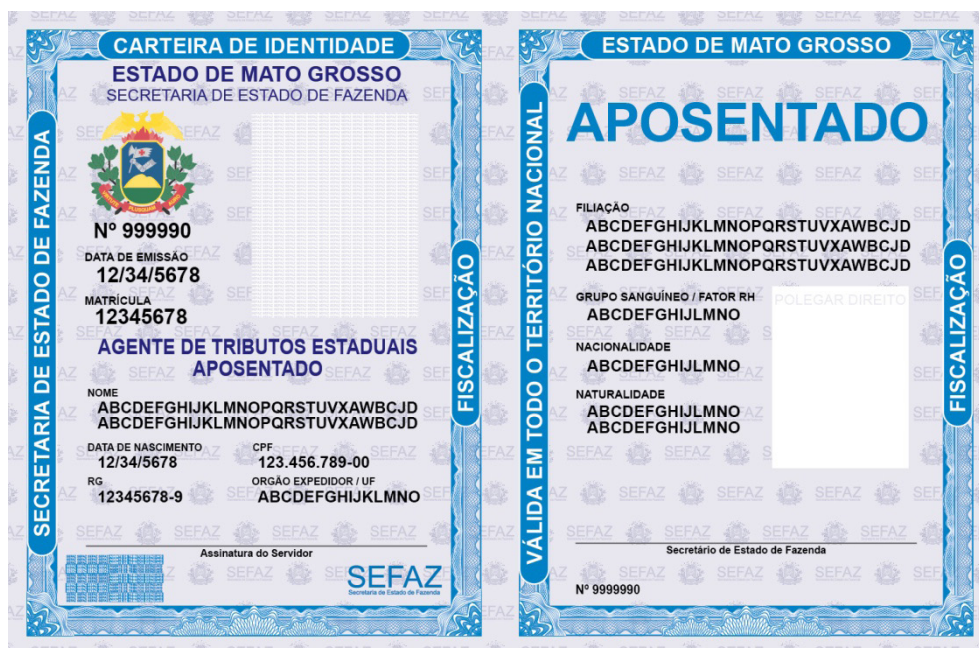 CARTEIRA DE IDENTIDADE
ESTADO DE MATO GROSSO
SECRETARIA DE ESTADO DE FAZENDA
SECRETARIA DE ESTADO DE FAZENDA
FISCALIZAÇÃO
Nº 999990
DATA DE EMISSÃO
12/34/5678
MATRÍCULA
12345678
AGENTE DE TRIBUTOS ESTADUAIS
APOSENTADO
NOME
ABCDEFGHIJKLMNOPQRSTUVXAWBCJD
ABCDEFGHIJKLMNOPQRSTUVXAWBCJD
DATA DE NASCIMENTO CPF
12/34/5678 123.456.789-00
RG ORGÃO EXPEDIDOR / UF
12345678-9 ABCDEFGHIJKLMNO
Assinatura do Servidor
SEFAZ
Secretaria de Estado de Fazenda
ESTADO DE MATO GROSSO
VÁLIDA EM TODO O TERRITÓRIO NACIONAL
FISCALIZAÇÃO
APOSENTADO
FILIAÇÃO
ABCDEFGHIJKLMNOPQRSTUVXAWBCJD
ABCDEFGHIJKLMNOPQRSTUVXAWBCJD
ABCDEFGHIJKLMNOPQRSTUVXAWBCJD
GRUPO SANGUÍNEO / FATOR RH
ABCDEFGHIJLMNO
POLEGAR DIREITO
NACIONALIDADE
ABCDEFGHIJLMNO
NATURALIDADE
ABCDEFGHIJLMNO
ABCDEFGHIJLMNO
Secretário de Estado de Fazenda
Nº 9999990